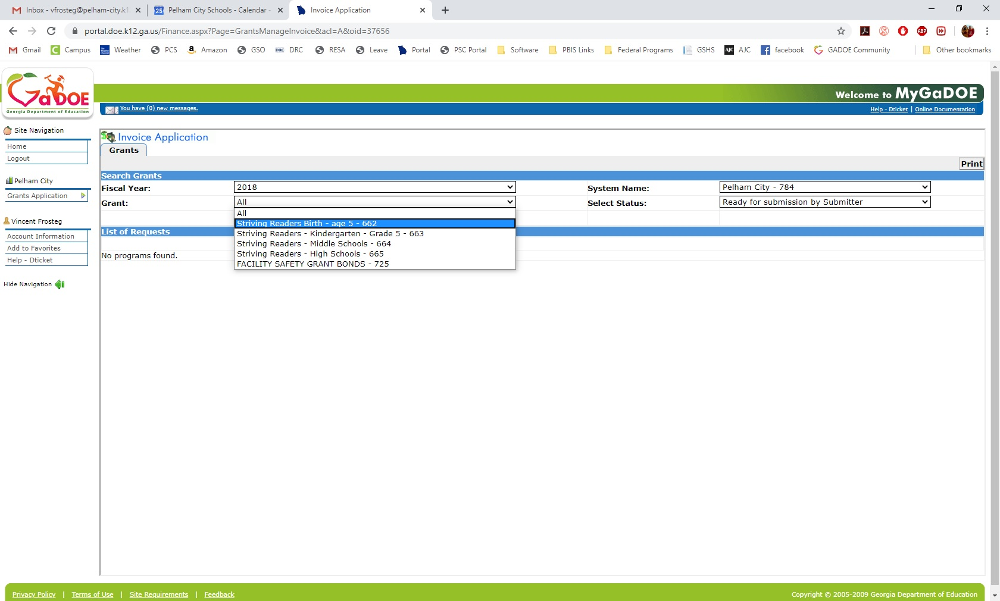 Inbox - vfrosteg@pelham-city.k1
Pelham City Schools - Calendar -
Invoice Application
portal.doe.k12.ga.us/Finance.aspx?Page=GrantsManageInvoice&acl=A&oid=37656
ABP
Gmail Campus Weather PCS Amazon GSO DRC DRC RESA Leave Portal PSC Portal Software PBIS Links Federal Programs GSHS AJC AJC facebook GADOE Community Other bookmarks
GaDOE
Georgia Department of Education
Welcome to MyGaDOE
You have (0) new messages.
Help - Dticket | Online Documentation
Site Navigation
Home
Logout
Pelham City
Grants Application
Vincent Frosteg
Account Information
Add to Favorites
Help - Dticket
Hide Navigation
Invoice Application
Grants
Print
Search Grants
Fiscal Year: 2018 System Name: Pelham City - 784
Grant: All Select Status: Ready for submission by Submitter
All
Striving Readers Birth - age 5 - 662
Striving Readers - Kindergarten - Grade 5 - 663
Striving Readers - Middle Schools - 664
Striving Readers - High Schools - 665
FACILITY SAFETY GRANT BONDS - 725
List of Requests
No programs found.
Privacy Policy | Terms of Use | Site Requirements | Feedback
Copyright © 2005-2009 Georgia Department of Education